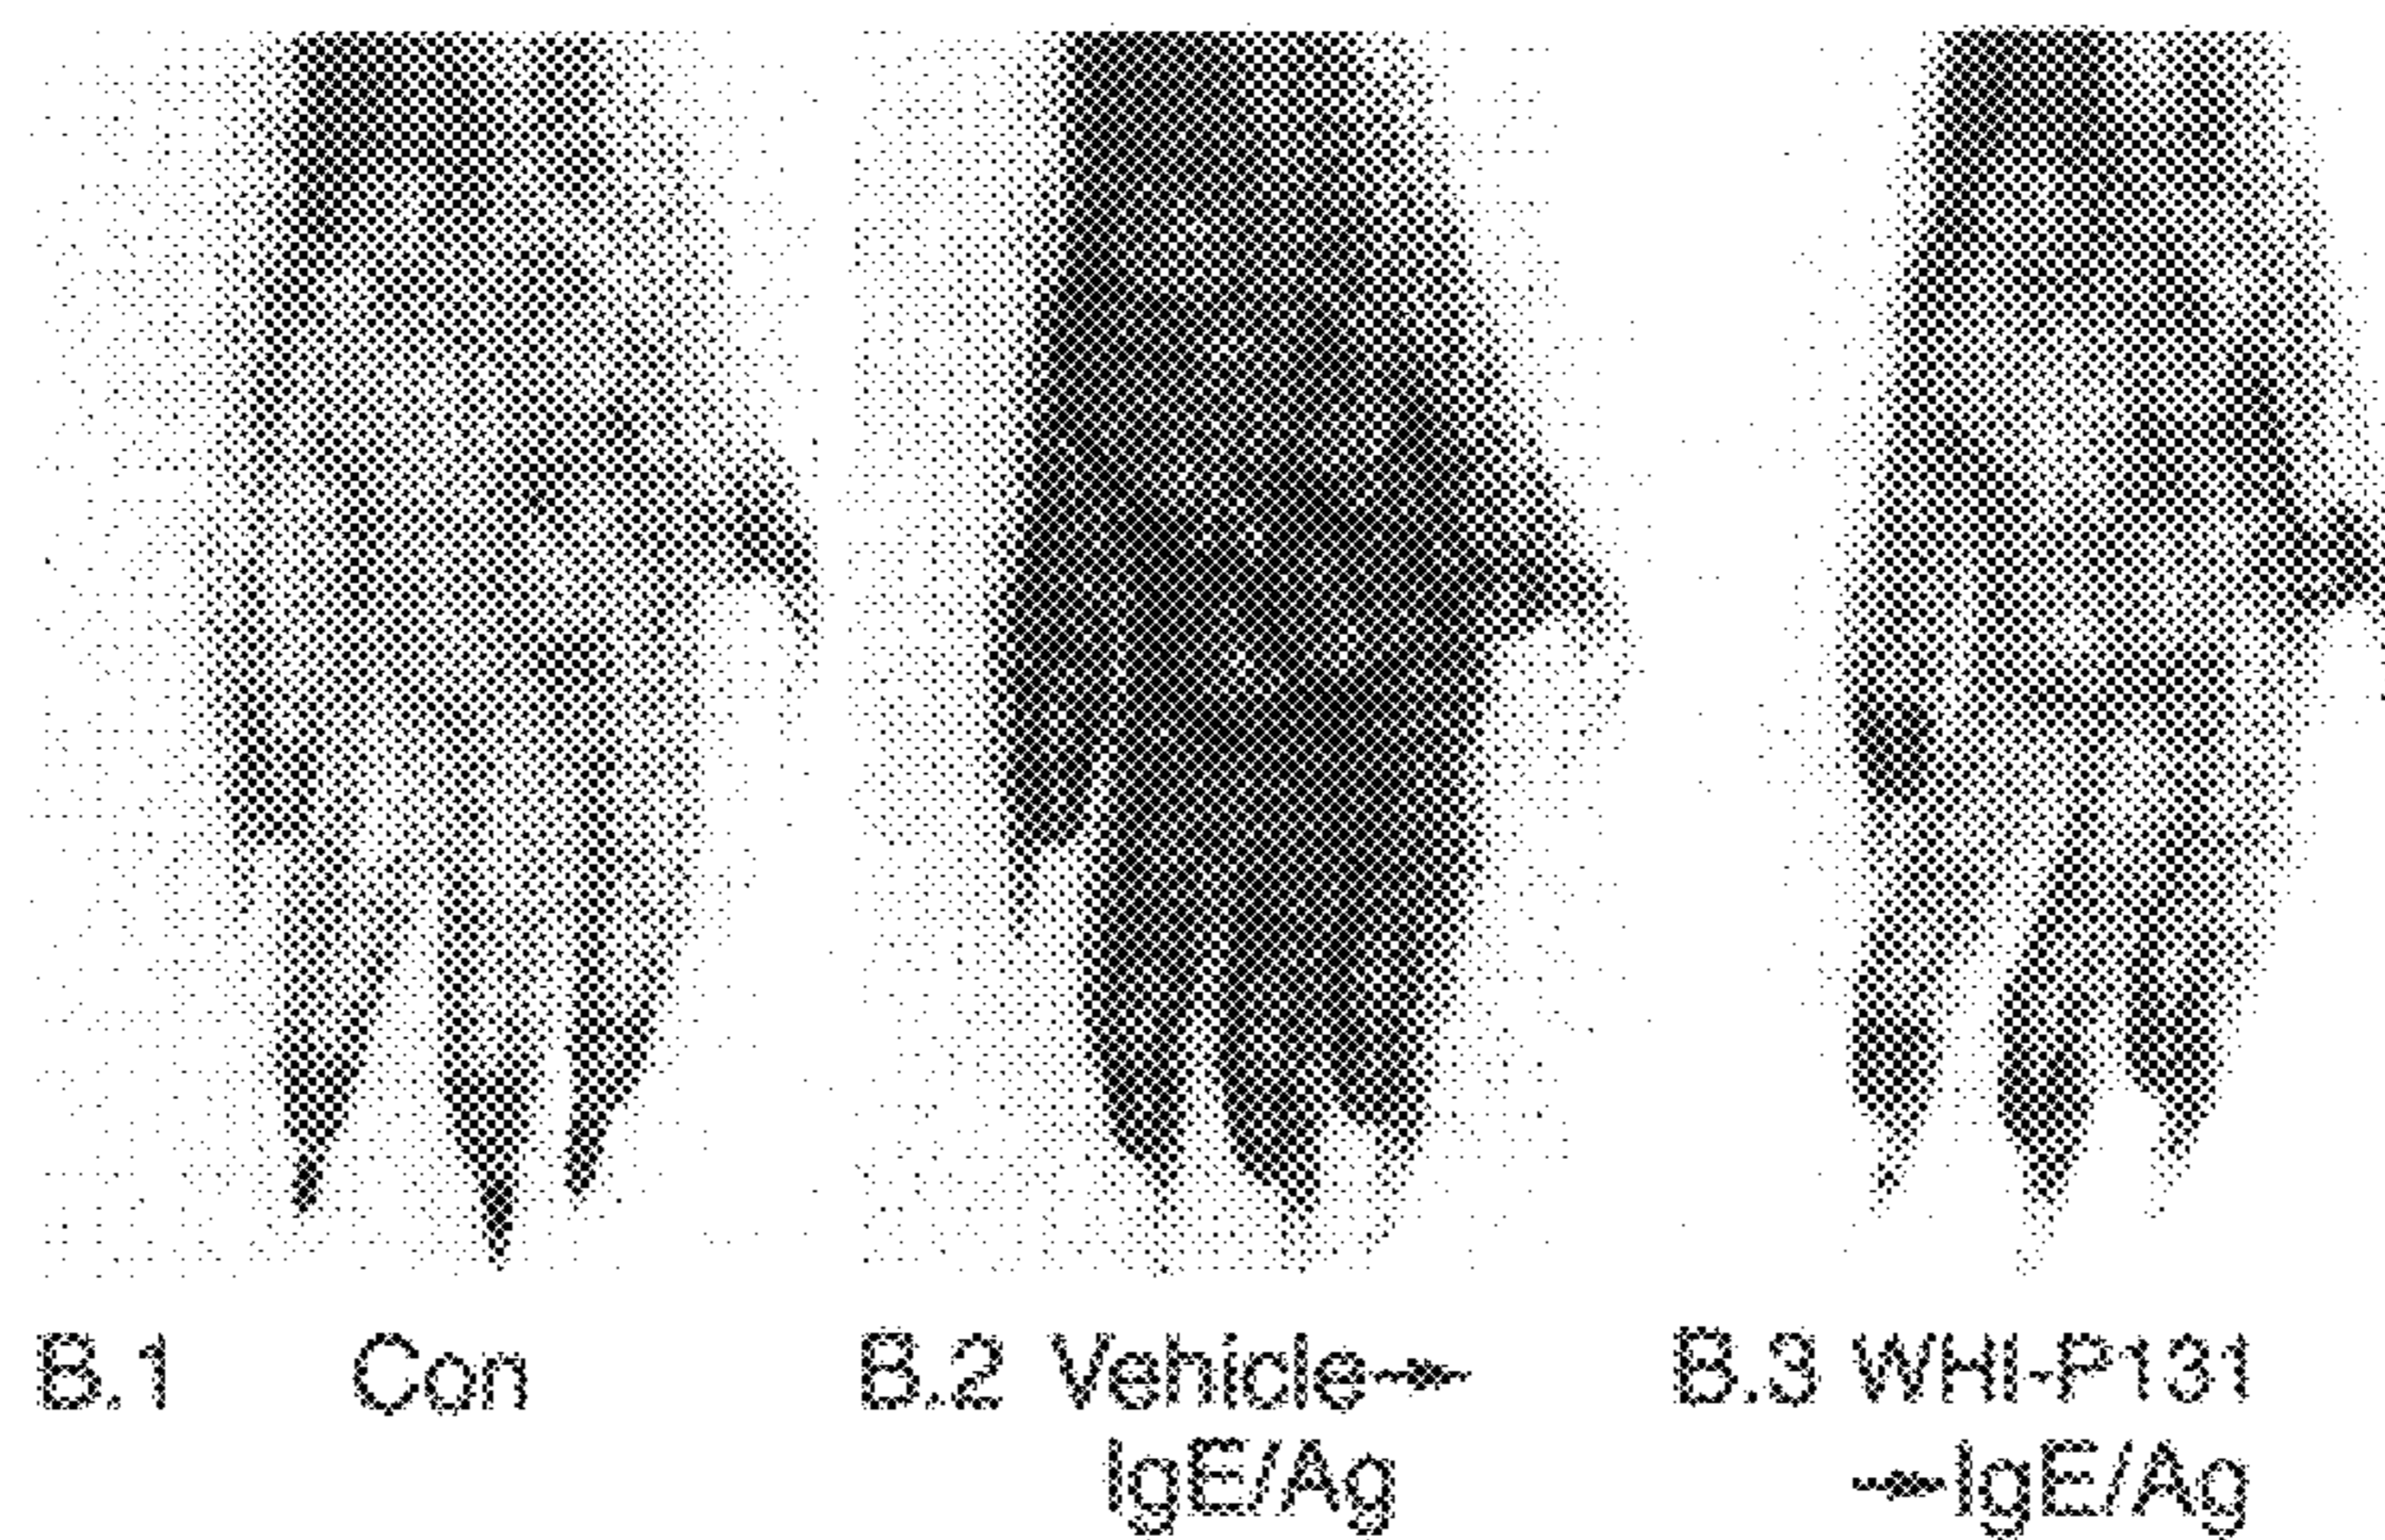 B.1 Con
B.2 Vehicle→
IgE/Ag
B.3 WHI-P131
→IgE/Ag